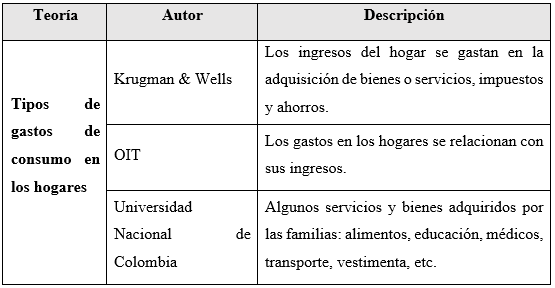 Teoría Autor Descripción
Tipos de
gastos de
consumo en
los hogares
Krugman & Wells
Los ingresos del hogar se gastan en la
adquisición de bienes o servicios, impuestos
y ahorros.
OIT
Los gastos en los hogares se relacionan con
sus ingresos.
Universidad
Nacional de
Colombia
Algunos servicios y bienes adquiridos por
las familias: alimentos, educación, médicos,
transporte, vestimenta, etc.